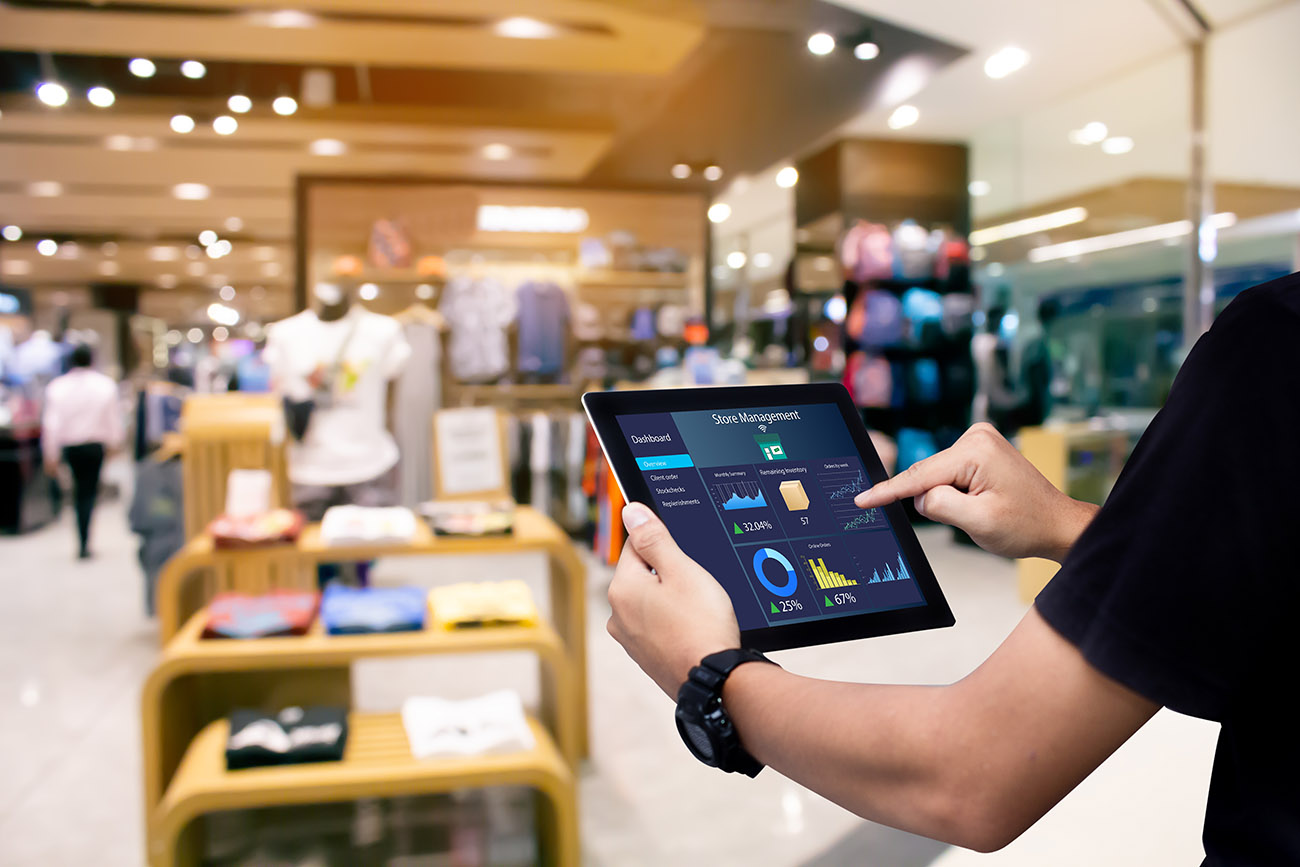 Store Management
Dashboard
Overview
Client order
Stockchecks
Replenishments
Monthly Summary
32.04%
Remaining Inventory
57
Orders by week
25%
Online Orders
67%